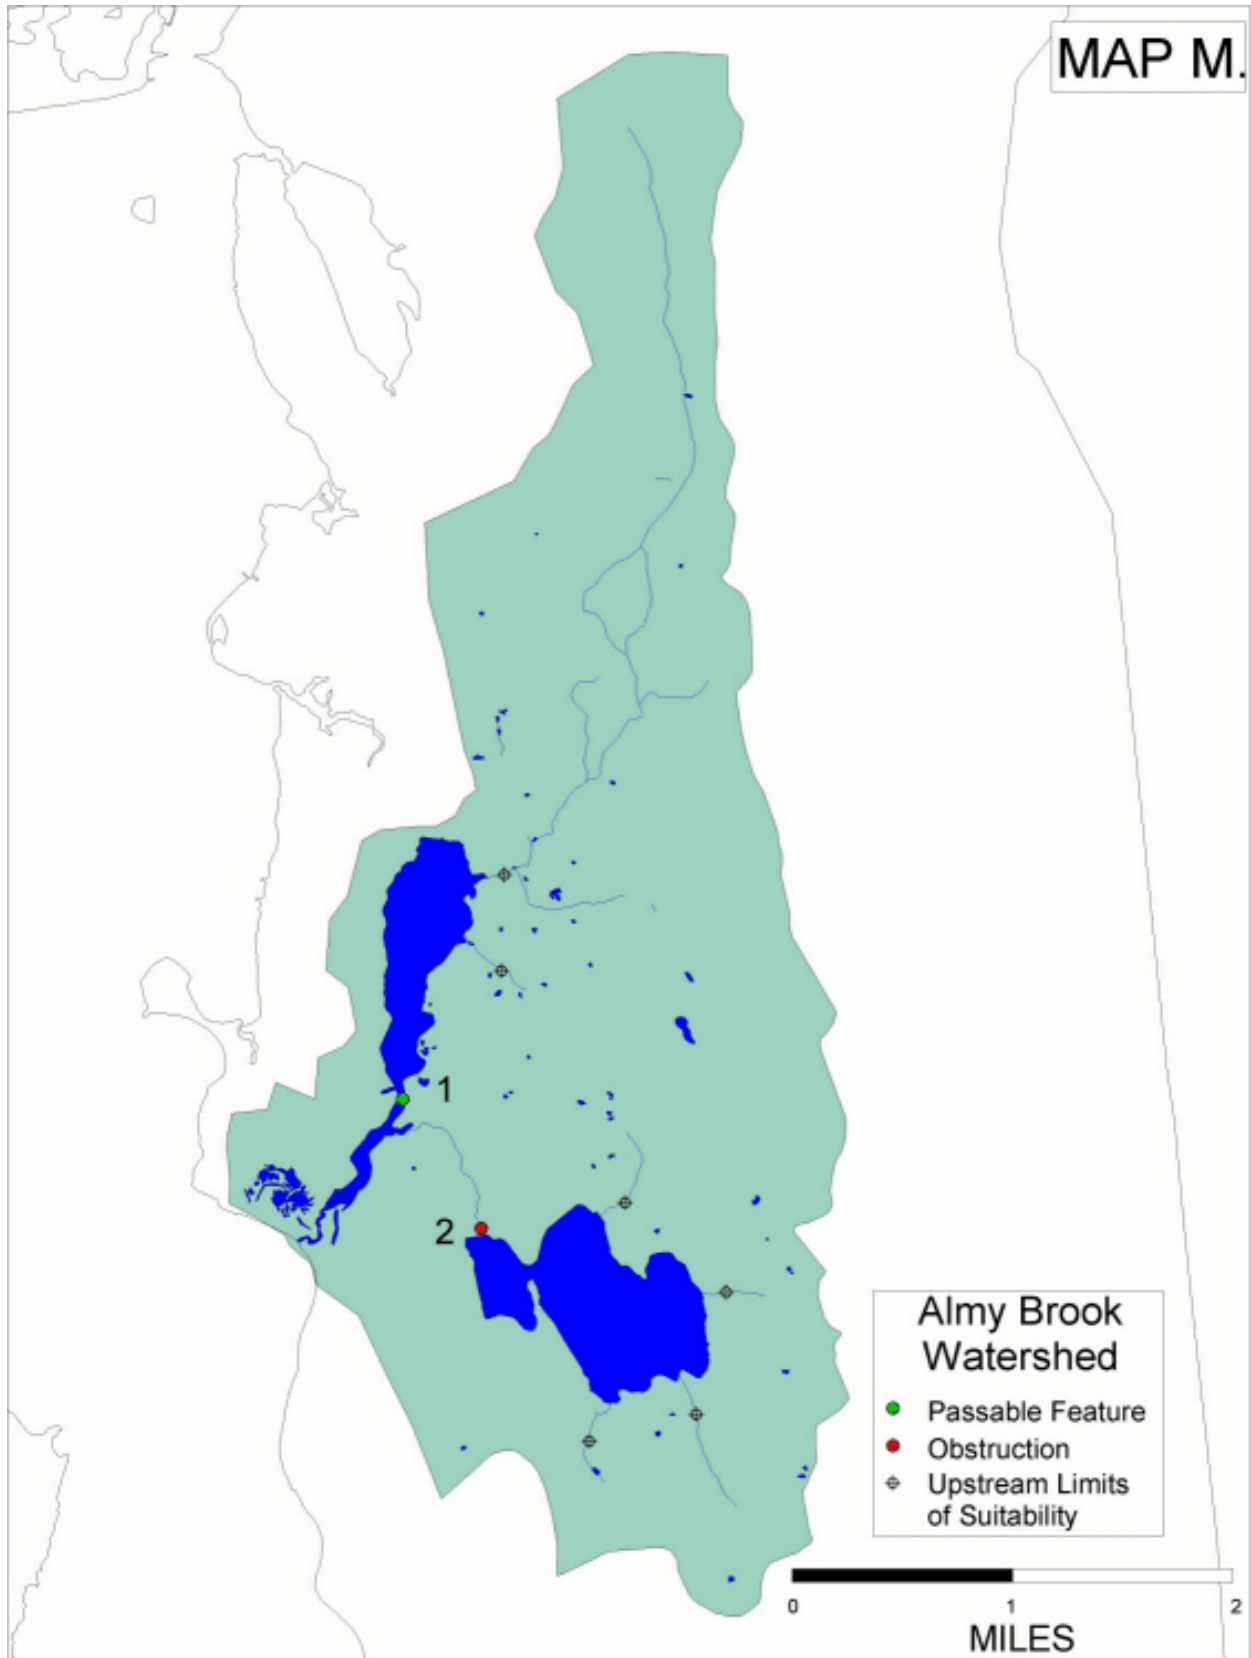 MAP M.
1
2
Almy Brook
Watershed
Passable Feature
Obstruction
Upstream Limits
of Suitability
0 1 2
MILES